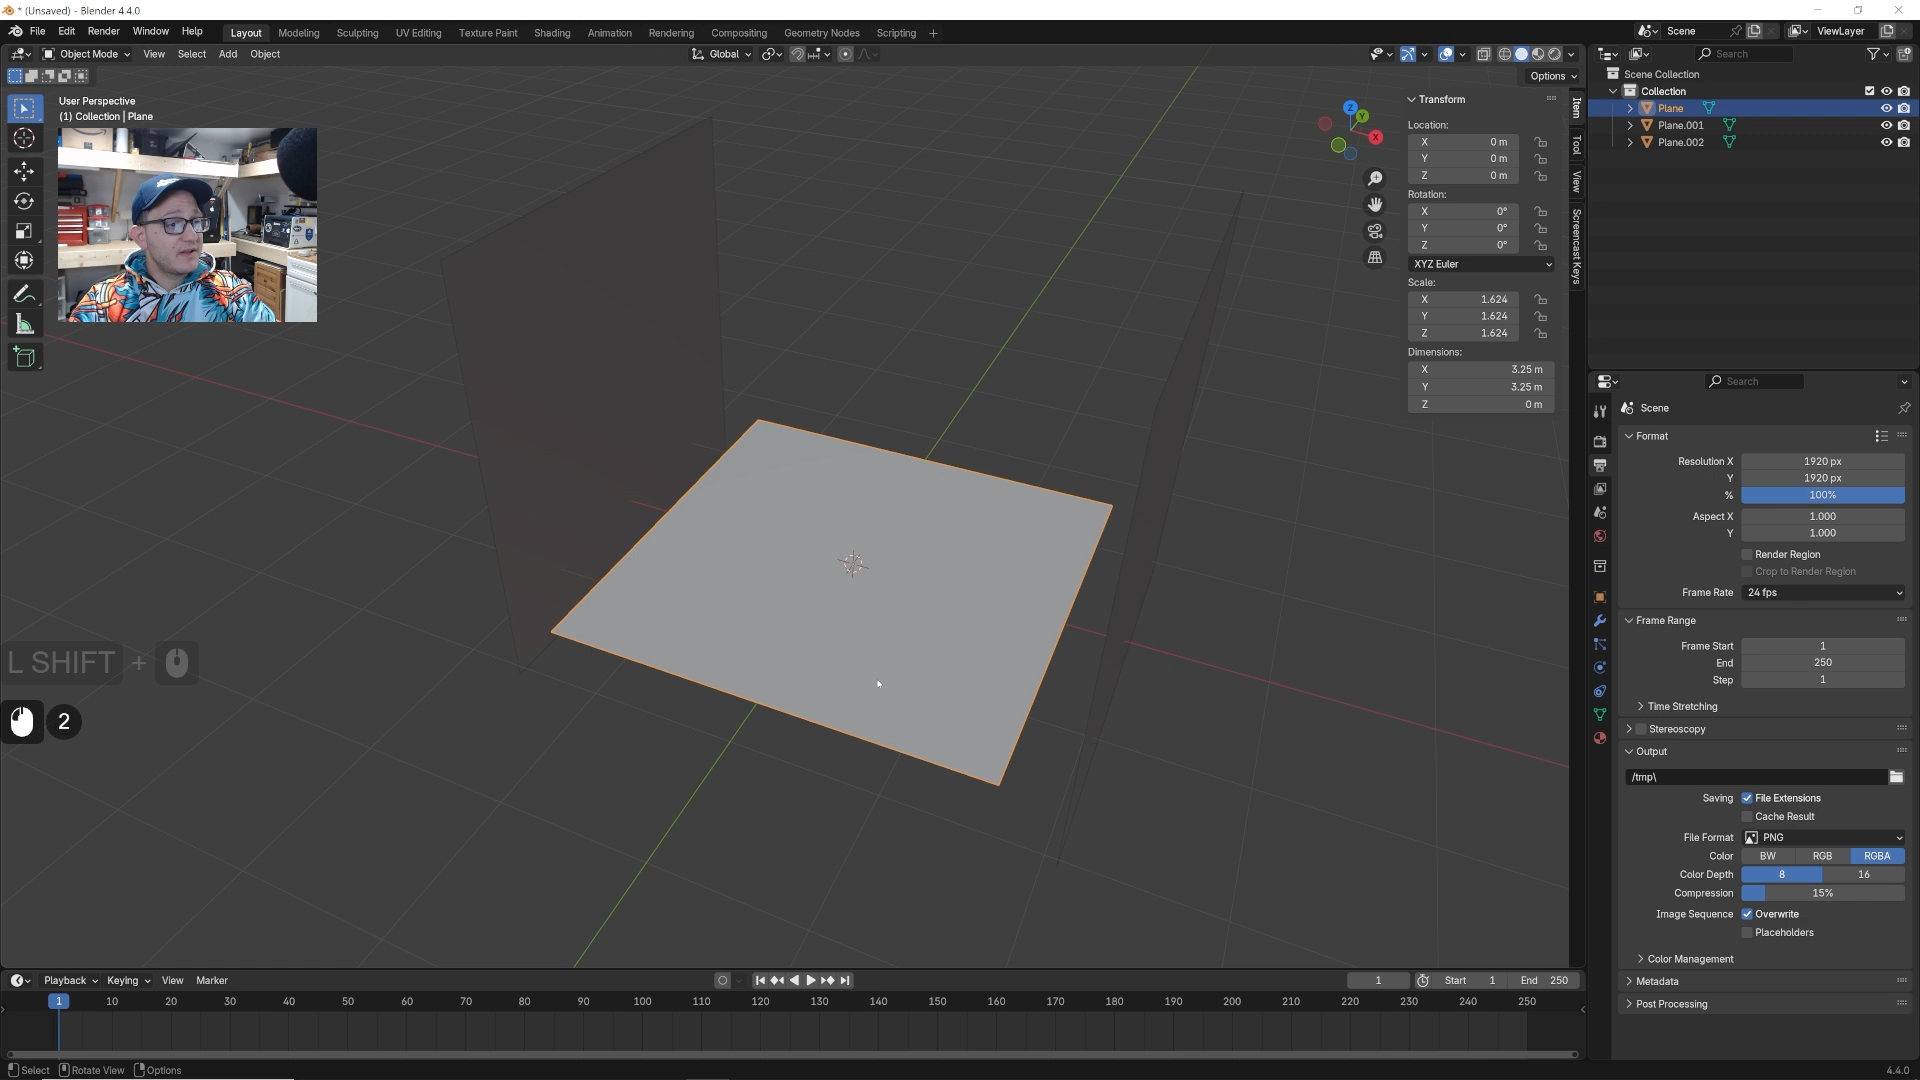 * (Unsaved) - Blender 4.4.0
File Edit Render Window Help Layout Modeling Sculpting UV Editing Texture Paint Shading Animation Rendering Compositing Geometry Nodes Scripting + Scene ViewLayer
Object Mode View Select Add Object Global Search
Options
User Perspective
(1) Collection | Plane
Scene Collection
Collection
Plane
Plane.001
Plane.002
Z
Y
X
Transform
Location:
X 0 m
Y 0 m
Z 0 m
Rotation:
X 0°
Y 0°
Z 0°
XYZ Euler
Scale:
X 1.624
Y 1.624
Z 1.624
Dimensions:
X 3.25 m
Y 3.25 m
Z 0 m
Item
Tool
View
Screencast Keys
L SHIFT +
2
Search
Scene
Format
Resolution X 1920 px
Y 1920 px
% 100%
Aspect X 1.000
Y 1.000
Render Region
Crop to Render Region
Frame Rate 24 fps
Frame Range
Frame Start 1
End 250
Step 1
Time Stretching
Stereoscopy
Output
/tmp\
Saving File Extensions
Cache Result
File Format PNG
Color BW RGB RGBA
Color Depth 8 16
Compression 15%
Image Sequence Overwrite
Placeholders
Color Management
Metadata
Post Processing
Playback Keying View Marker 1 Start 1 End 250
1 10 20 30 40 50 60 70 80 90 100 110 120 130 140 150 160 170 180 190 200 210 220 230 240 250
Select Rotate View Options 4.4.0